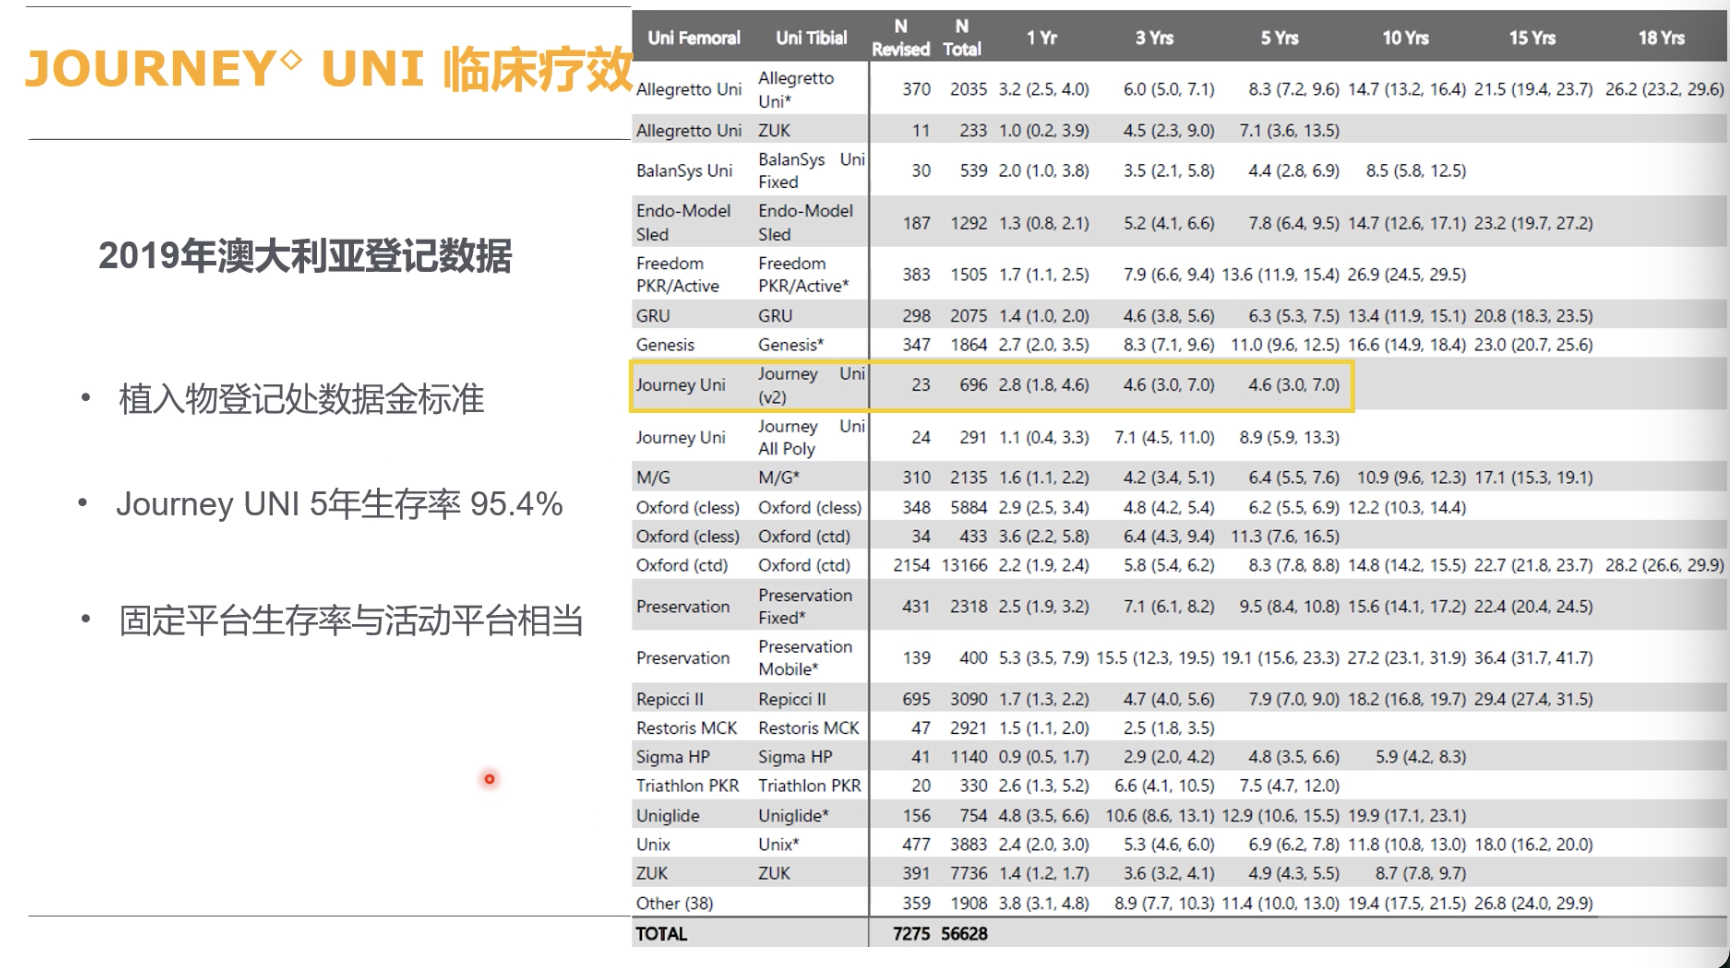 JOURNEY◇ UNI 临床疗效
2019年澳大利亚登记数据
• 植入物登记处数据金标准
• Journey UNI 5年生存率 95.4%
• 固定平台生存率与活动平台相当
Uni Femoral Uni Tibial N Revised N Total 1 Yr 3 Yrs 5 Yrs 10 Yrs 15 Yrs 18 Yrs
Allegretto Uni Allegretto Uni* 370 2035 3.2 (2.5, 4.0) 6.0 (5.0, 7.1) 8.3 (7.2, 9.6) 14.7 (13.2, 16.4) 21.5 (19.4, 23.7) 26.2 (23.2, 29.6)
Allegretto Uni ZUK 11 233 1.0 (0.2, 3.9) 4.5 (2.3, 9.0) 7.1 (3.6, 13.5)
BalanSys Uni BalanSys Uni Fixed 30 539 2.0 (1.0, 3.8) 3.5 (2.1, 5.8) 4.4 (2.8, 6.9) 8.5 (5.8, 12.5)
Endo-Model Sled Endo-Model Sled 187 1292 1.3 (0.8, 2.1) 5.2 (4.1, 6.6) 7.8 (6.4, 9.5) 14.7 (12.6, 17.1) 23.2 (19.7, 27.2)
Freedom PKR/Active Freedom PKR/Active* 383 1505 1.7 (1.1, 2.5) 7.9 (6.6, 9.4) 13.6 (11.9, 15.4) 26.9 (24.5, 29.5)
GRU GRU 298 2075 1.4 (1.0, 2.0) 4.6 (3.8, 5.6) 6.3 (5.3, 7.5) 13.4 (11.9, 15.1) 20.8 (18.3, 23.5)
Genesis Genesis* 347 1864 2.7 (2.0, 3.5) 8.3 (7.1, 9.6) 11.0 (9.6, 12.5) 16.6 (14.9, 18.4) 23.0 (20.7, 25.6)
Journey Uni Journey Uni (v2) 23 696 2.8 (1.8, 4.6) 4.6 (3.0, 7.0) 4.6 (3.0, 7.0)
Journey Uni Journey Uni All Poly 24 291 1.1 (0.4, 3.3) 7.1 (4.5, 11.0) 8.9 (5.9, 13.3)
M/G M/G* 310 2135 1.6 (1.1, 2.2) 4.2 (3.4, 5.1) 6.4 (5.5, 7.6) 10.9 (9.6, 12.3) 17.1 (15.3, 19.1)
Oxford (cless) Oxford (cless) 348 5884 2.9 (2.5, 3.4) 4.8 (4.2, 5.4) 6.2 (5.5, 6.9) 12.2 (10.3, 14.4)
Oxford (cless) Oxford (ctd) 34 433 3.6 (2.2, 5.8) 6.4 (4.3, 9.4) 11.3 (7.6, 16.5)
Oxford (ctd) Oxford (ctd) 2154 13166 2.2 (1.9, 2.4) 5.8 (5.4, 6.2) 8.3 (7.8, 8.8) 14.8 (14.2, 15.5) 22.7 (21.8, 23.7) 28.2 (26.6, 29.9)
Preservation Preservation Fixed* 431 2318 2.5 (1.9, 3.2) 7.1 (6.1, 8.2) 9.5 (8.4, 10.8) 15.6 (14.1, 17.2) 22.4 (20.4, 24.5)
Preservation Preservation Mobile* 139 400 5.3 (3.5, 7.9) 15.5 (12.3, 19.5) 19.1 (15.6, 23.3) 27.2 (23.1, 31.9) 36.4 (31.7, 41.7)
Repicci II Repicci II 695 3090 1.7 (1.3, 2.2) 4.7 (4.0, 5.6) 7.9 (7.0, 9.0) 18.2 (16.8, 19.7) 29.4 (27.4, 31.5)
Restoris MCK Restoris MCK 47 2921 1.5 (1.1, 2.0) 2.5 (1.8, 3.5)
Sigma HP Sigma HP 41 1140 0.9 (0.5, 1.7) 2.9 (2.0, 4.2) 4.8 (3.5, 6.6) 5.9 (4.2, 8.3)
Triathlon PKR Triathlon PKR 20 330 2.6 (1.3, 5.2) 6.6 (4.1, 10.5) 7.5 (4.7, 12.0)
Uniglide Uniglide* 156 754 4.8 (3.5, 6.6) 10.6 (8.6, 13.1) 12.9 (10.6, 15.5) 19.9 (17.1, 23.1)
Unix Unix* 477 3883 2.4 (2.0, 3.0) 5.3 (4.6, 6.0) 6.9 (6.2, 7.8) 11.8 (10.8, 13.0) 18.0 (16.2, 20.0)
ZUK ZUK 391 7736 1.4 (1.2, 1.7) 3.6 (3.2, 4.1) 4.9 (4.3, 5.5) 8.7 (7.8, 9.7)
Other (38) 359 1908 3.8 (3.1, 4.8) 8.9 (7.7, 10.3) 11.4 (10.0, 13.0) 19.4 (17.5, 21.5) 26.8 (24.0, 29.9)
TOTAL 7275 56628